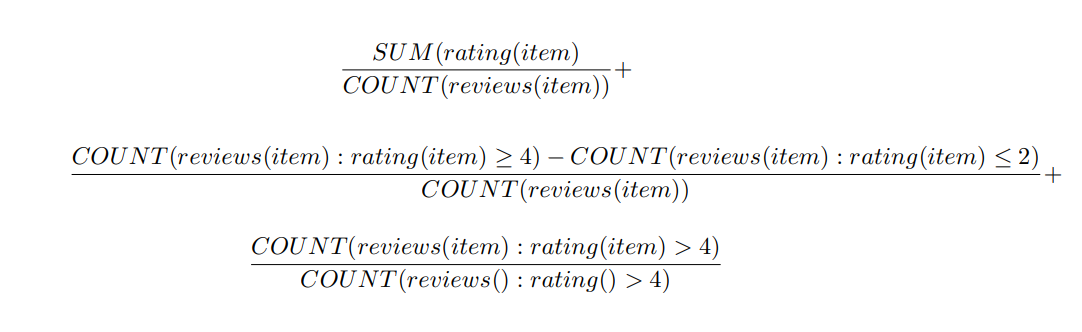 SUM(rating(item)
COUNT(reviews(item))
+
COUNT(reviews(item) : rating(item) ≥ 4) − COUNT(reviews(item) : rating(item) ≤ 2)
COUNT(reviews(item))
+
COUNT(reviews(item) : rating(item) > 4)
COUNT(reviews() : rating() > 4)